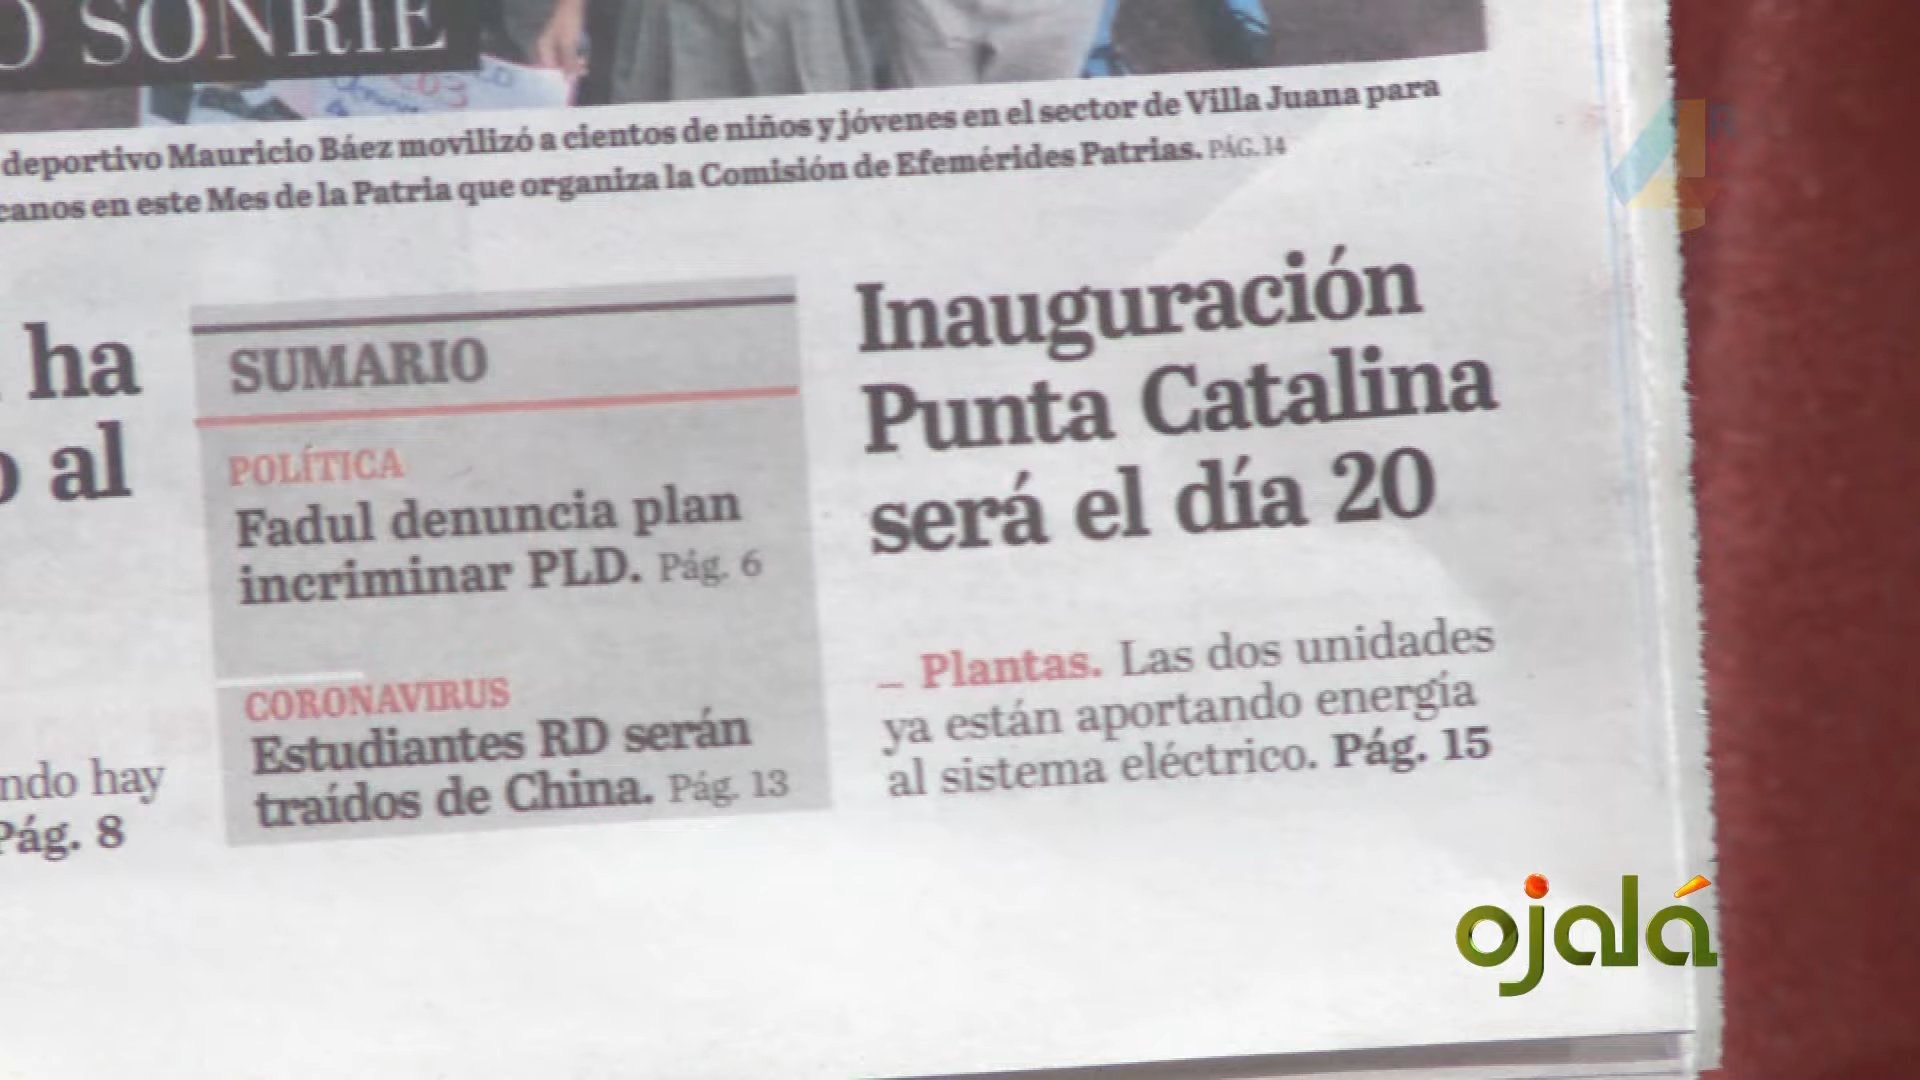 O SONRÍE
deportivo Mauricio Báez movilizó a cientos de niños y jóvenes en el sector de Villa Juana para
canos en este Mes de la Patria que organiza la Comisión de Efemérides Patrias. PÁG. 14
ha
o al
ndo hay
Pág. 8
SUMARIO
POLÍTICA
Fadul denuncia plan
incriminar PLD. Pág. 6
CORONAVIRUS
Estudiantes RD serán
traídos de China. Pág. 13
Inauguración
Punta Catalina
será el día 20
_ Plantas. Las dos unidades
ya están aportando energía
al sistema eléctrico. Pág. 15
ojalá